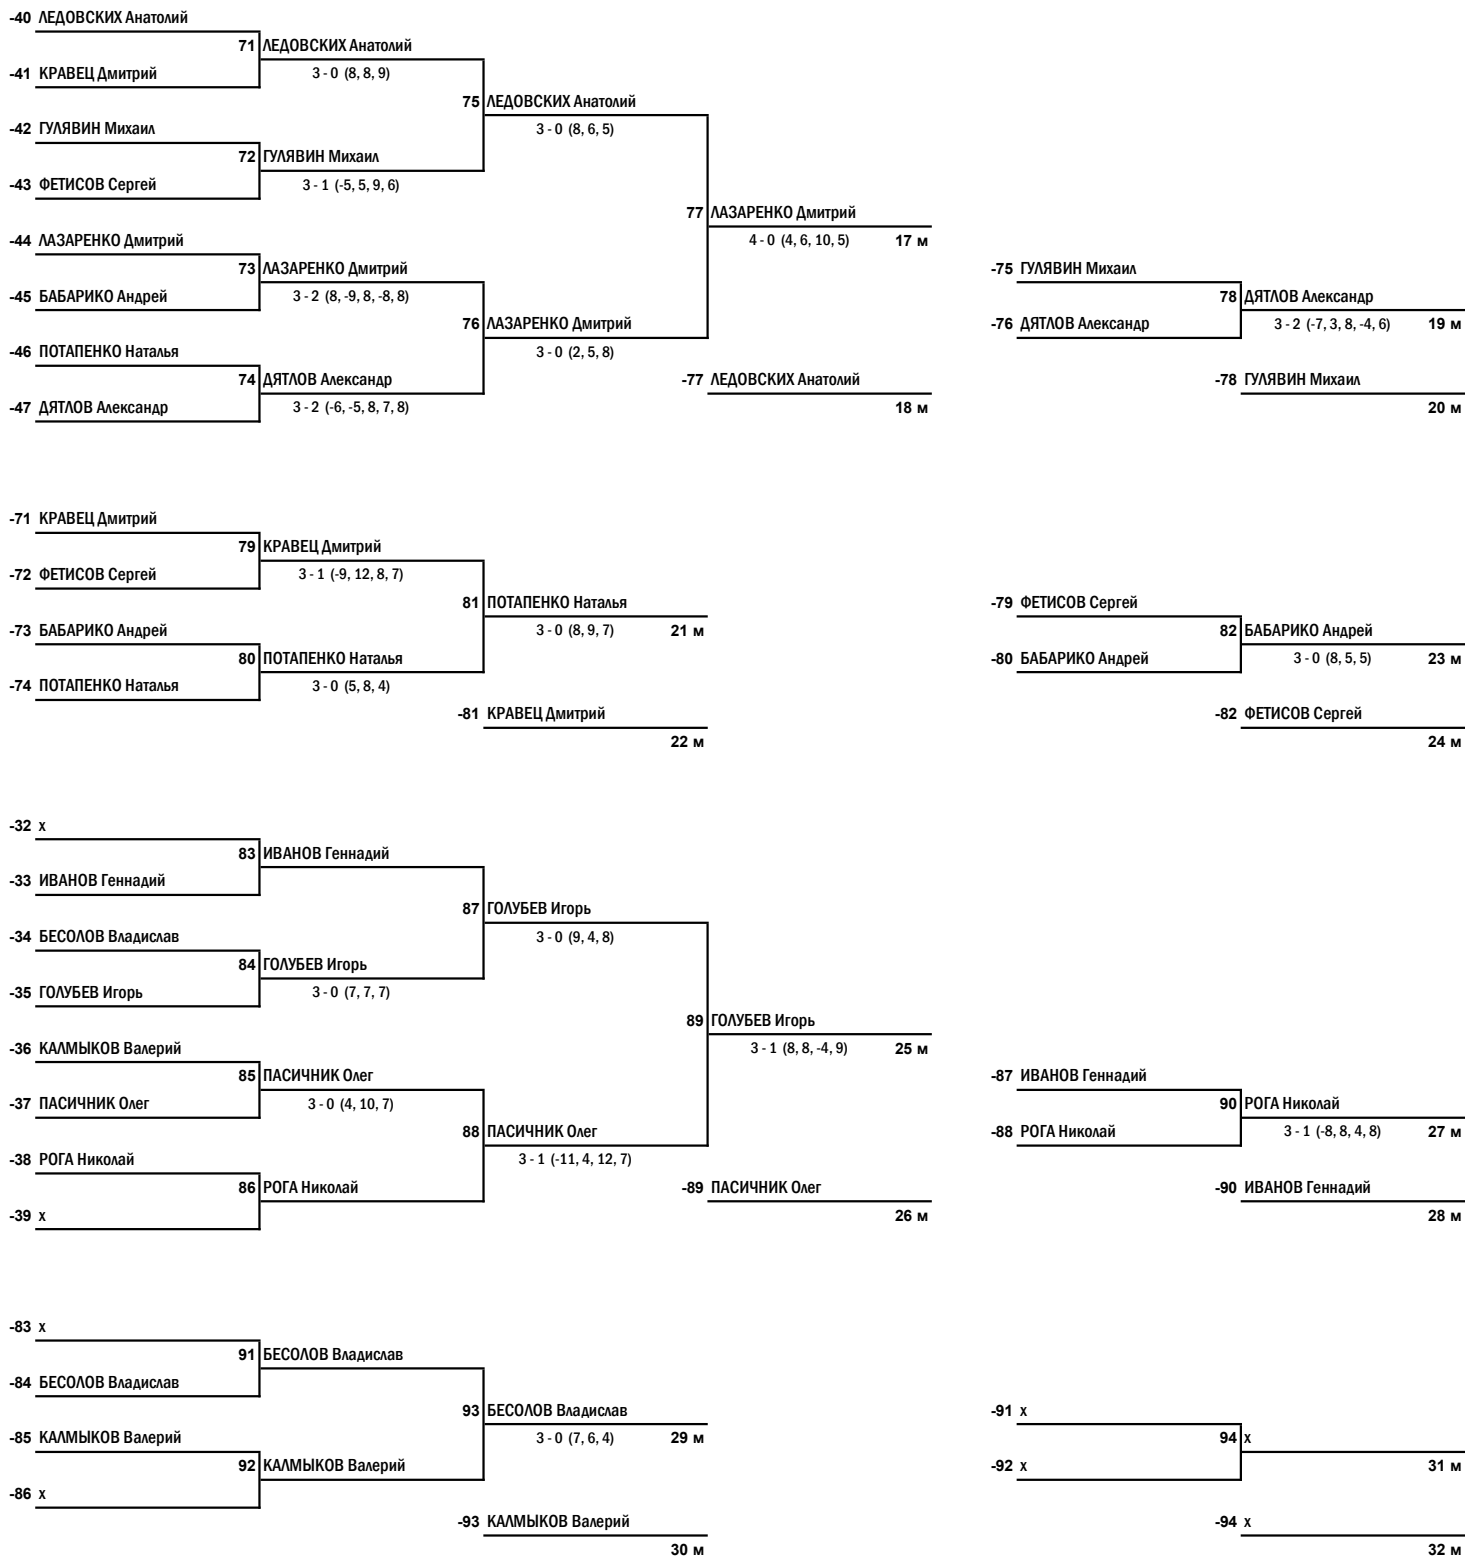 -40 ЛЕДОВСКИХ Анатолий
71 ЛЕДОВСКИХ Анатолий
-41 КРАВЕЦ Дмитрий
3 - 0 (8, 8, 9)
75 ЛЕДОВСКИХ Анатолий
3 - 0 (8, 6, 5)
-42 ГУЛЯВИН Михаил
72 ГУЛЯВИН Михаил
-43 ФЕТИСОВ Сергей
3 - 1 (-5, 5, 9, 6)
77 ЛАЗАРЕНКО Дмитрий
4 - 0 (4, 6, 10, 5) 17 м
-44 ЛАЗАРЕНКО Дмитрий
73 ЛАЗАРЕНКО Дмитрий
-45 БАБАРИКО Андрей
3 - 2 (8, -9, 8, -8, 8)
76 ЛАЗАРЕНКО Дмитрий
3 - 0 (2, 5, 8)
-46 ПОТАПЕНКО Наталья
74 ДЯТЛОВ Александр
-47 ДЯТЛОВ Александр
3 - 2 (-6, -5, 8, 7, 8)
-77 ЛЕДОВСКИХ Анатолий
18 м
-75 ГУЛЯВИН Михаил
78 ДЯТЛОВ Александр
-76 ДЯТЛОВ Александр
3 - 2 (-7, 3, 8, -4, 6) 19 м
-78 ГУЛЯВИН Михаил
20 м
-71 КРАВЕЦ Дмитрий
79 КРАВЕЦ Дмитрий
-72 ФЕТИСОВ Сергей
3 - 1 (-9, 12, 8, 7)
81 ПОТАПЕНКО Наталья
3 - 0 (8, 9, 7) 21 м
-73 БАБАРИКО Андрей
80 ПОТАПЕНКО Наталья
-74 ПОТАПЕНКО Наталья
3 - 0 (5, 8, 4)
-81 КРАВЕЦ Дмитрий
22 м
-79 ФЕТИСОВ Сергей
82 БАБАРИКО Андрей
-80 БАБАРИКО Андрей
3 - 0 (8, 5, 5) 23 м
-82 ФЕТИСОВ Сергей
24 м
-32 x
83 ИВАНОВ Геннадий
-33 ИВАНОВ Геннадий
87 ГОЛУБЕВ Игорь
3 - 0 (9, 4, 8)
-34 БЕСОЛОВ Владислав
84 ГОЛУБЕВ Игорь
-35 ГОЛУБЕВ Игорь
3 - 0 (7, 7, 7)
89 ГОЛУБЕВ Игорь
3 - 1 (8, 8, -4, 9) 25 м
-36 КАЛМЫКОВ Валерий
85 ПАСИЧНИК Олег
-37 ПАСИЧНИК Олег
3 - 0 (4, 10, 7)
88 ПАСИЧНИК Олег
3 - 1 (-11, 4, 12, 7)
-38 РОГА Николай
86 РОГА Николай
-39 x
-89 ПАСИЧНИК Олег
26 м
-87 ИВАНОВ Геннадий
90 РОГА Николай
-88 РОГА Николай
3 - 1 (-8, 8, 4, 8) 27 м
-90 ИВАНОВ Геннадий
28 м
-83 x
91 БЕСОЛОВ Владислав
-84 БЕСОЛОВ Владислав
93 БЕСОЛОВ Владислав
3 - 0 (7, 6, 4) 29 м
-85 КАЛМЫКОВ Валерий
92 КАЛМЫКОВ Валерий
-86 x
-93 КАЛМЫКОВ Валерий
30 м
-91 x
94 x
-92 x
31 м
-94 x
32 м